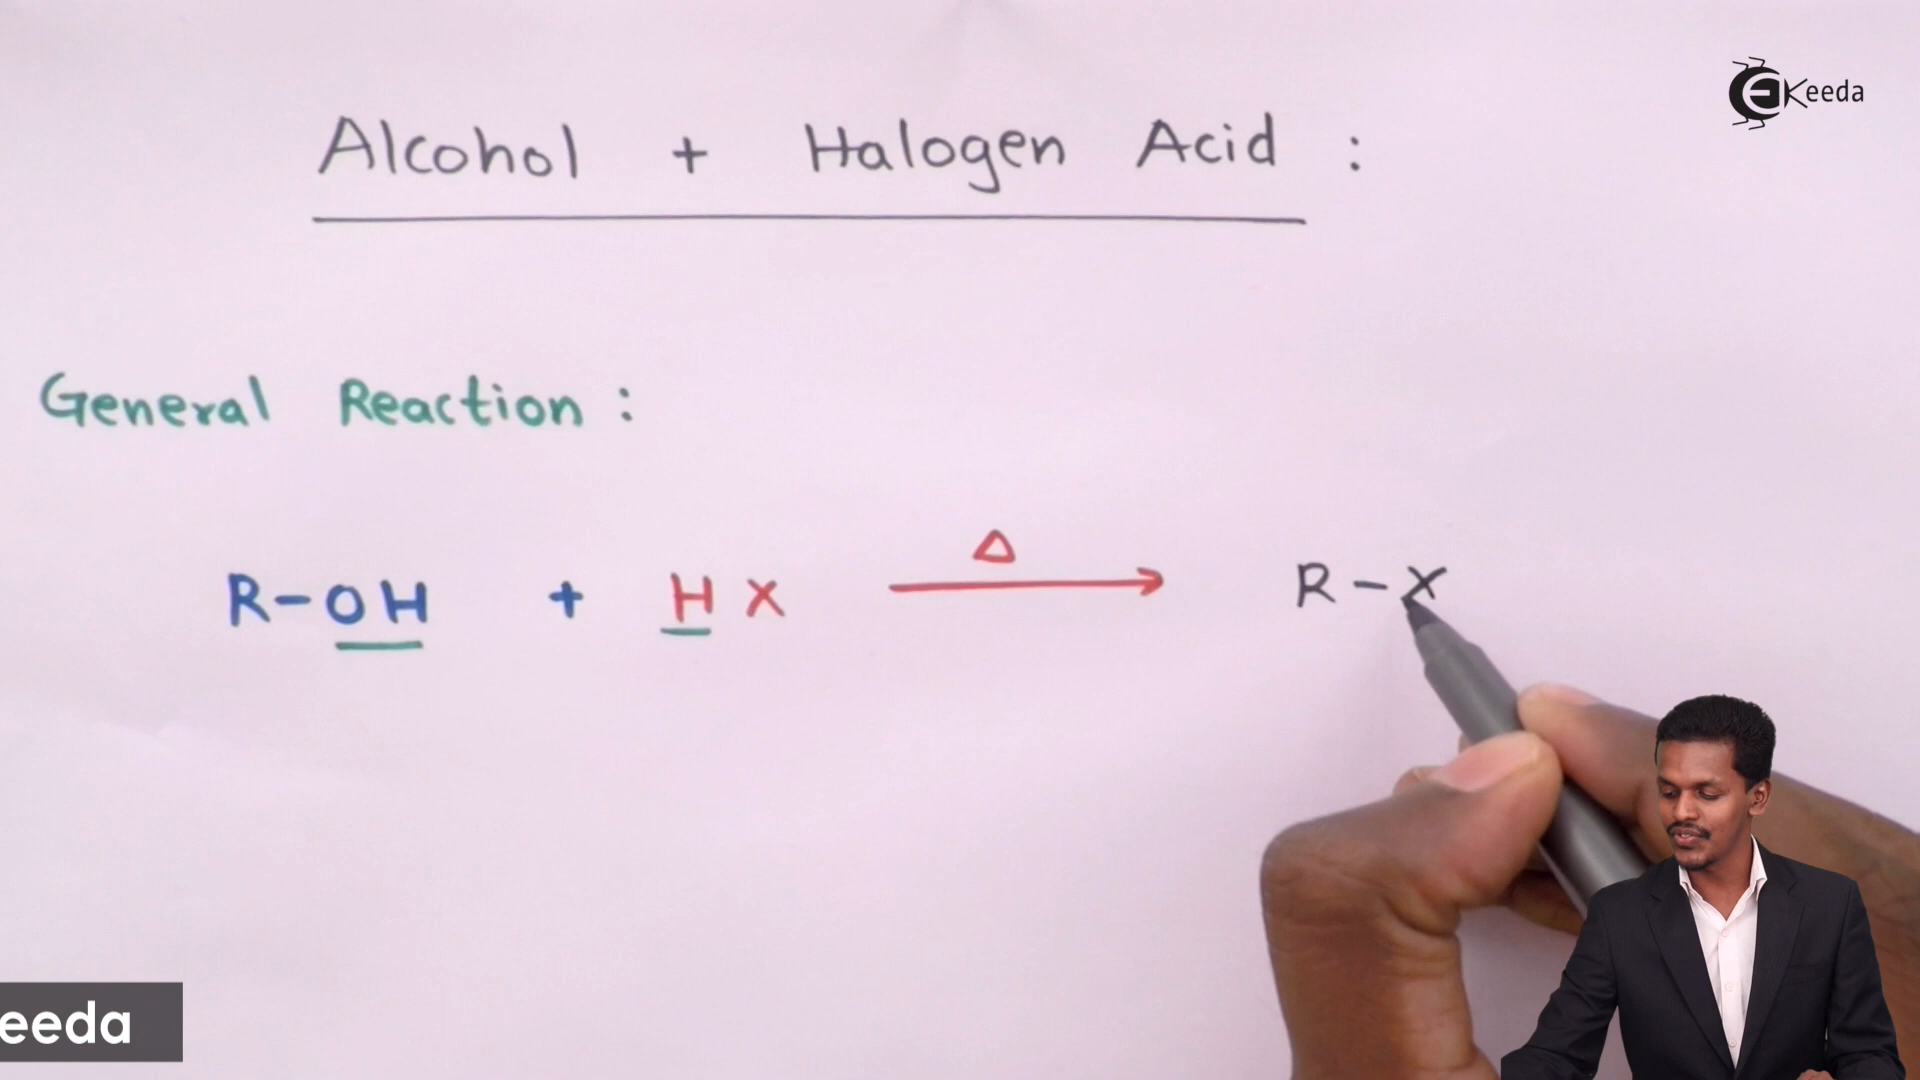 Keeda
Alcohol + Halogen Acid :
General Reaction :
Δ
R-OH + HX → R-X
eeda